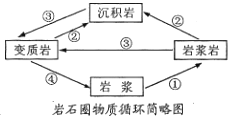 ③ 沉积岩 ②
变质岩 ② ③ 岩浆岩
④ 岩浆 ①
岩石圈物质循环简略图